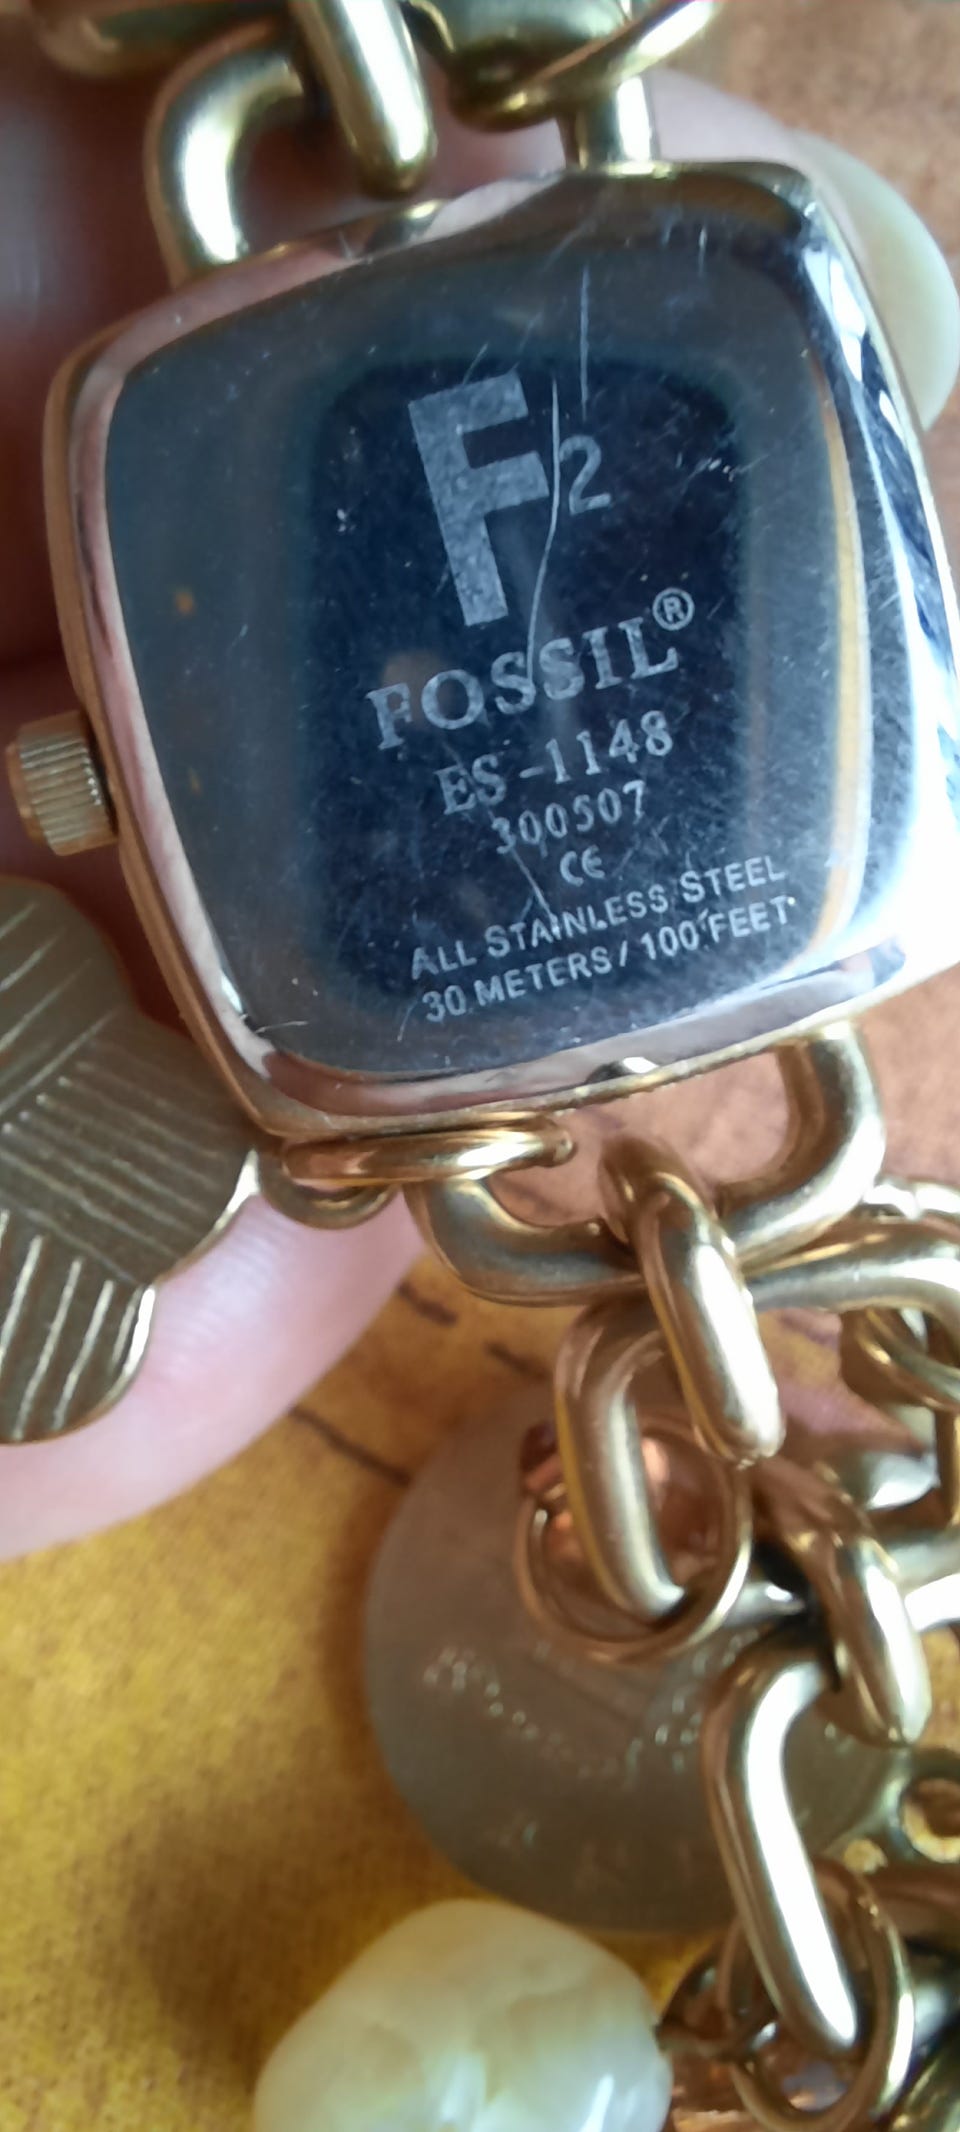 F2
FOSSIL®
ES-1148
300507
CE
ALL STAINLESS STEEL
30 METERS / 100 FEET